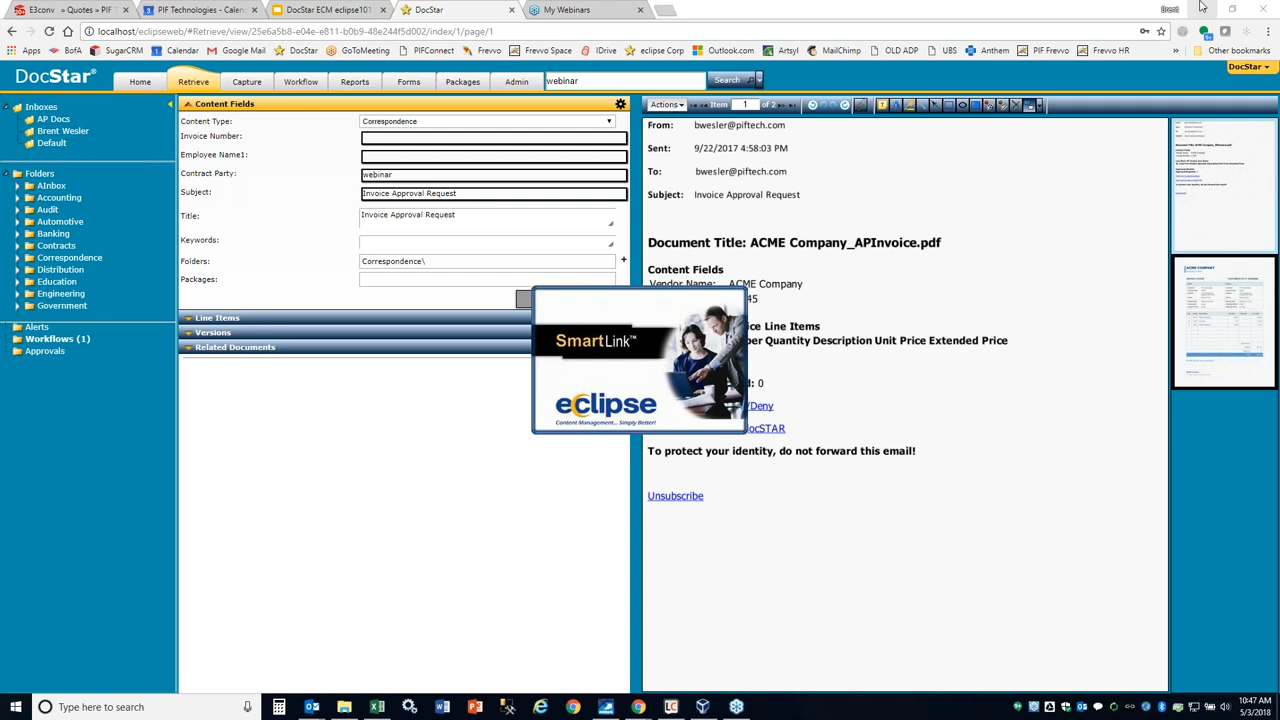 E3conv » Quotes » PIF T
PIF Technologies - Calend
DocStar ECM eclipse101
DocStar
My Webinars
Brent
localhost/eclipseweb/#Retrieve/view/25e6a5b8-e04e-e811-b0b9-48e244f5d002/index/1/page/1
Apps
BofA
SugarCRM
Calendar
Google Mail
DocStar
GoToMeeting
PIFConnect
Frevvo
Frevvo Space
IDrive
eclipse Corp
Outlook.com
Artsyl
MailChimp
OLD ADP
UBS
Anthem
PIF Frevvo
Frevvo HR
Other bookmarks
DocStar®
Home
Retrieve
Capture
Workflow
Reports
Forms
Packages
Admin
webinar
Search
DocStar
Inboxes
AP Docs
Brent Wesler
Default
Folders
AInbox
Accounting
Audit
Automotive
Banking
Contracts
Correspondence
Distribution
Education
Engineering
Government
Alerts
Workflows (1)
Approvals
Content Fields
Content Type: Correspondence
Invoice Number:
Employee Name1:
Contract Party: webinar
Subject: Invoice Approval Request
Title: Invoice Approval Request
Keywords:
Folders: Correspondence\
Packages:
Line Items
Versions
Related Documents
Actions
Item 1 of 2
From: bwesler@piftech.com
Sent: 9/22/2017 4:58:03 PM
To: bwesler@piftech.com
Subject: Invoice Approval Request
Document Title: ACME Company_APInvoice.pdf
Content Fields
Vendor Name: ACME Company
45
ce Line Items
ber Quantity Description Unit Price Extended Price
d: 0
/Deny
ocSTAR
To protect your identity, do not forward this email!
Unsubscribe
SmartLink™
eclipse
Content Management... Simply Better!
ACME COMPANY
Type here to search
10:47 AM
5/3/2018